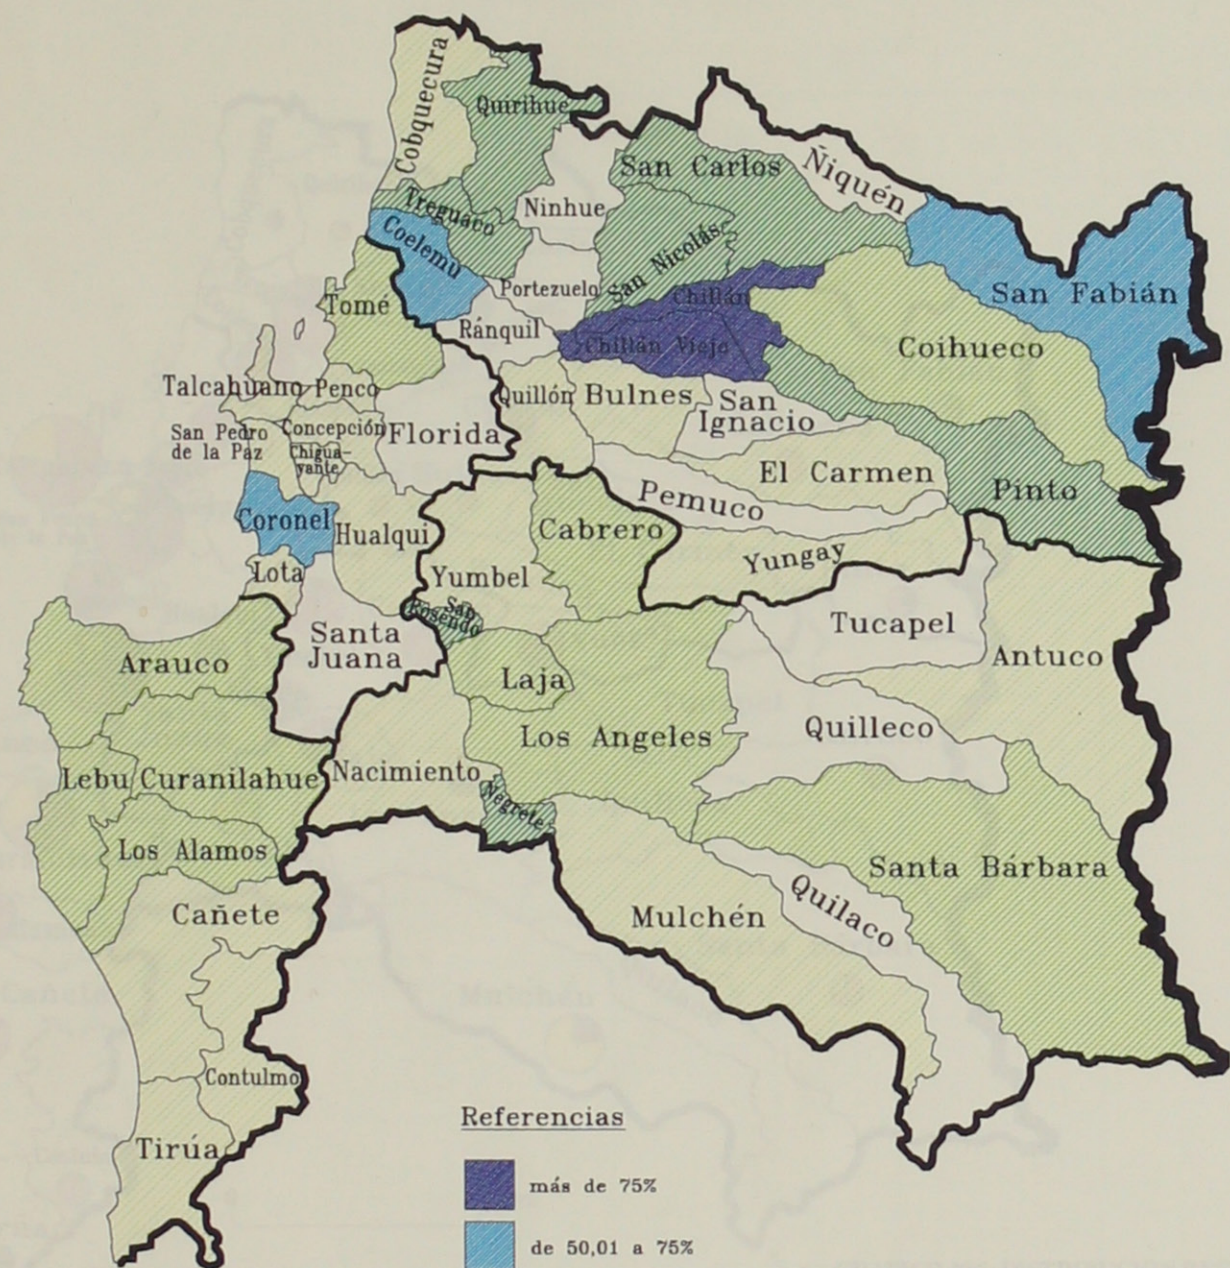 Cobquecura
Quirihue
San Carlos
Ñiquén
Ninhue
Treguaco
Coelemu
San Nicolás
Portezuelo
San Fabián
Tomé
Chillán
Ránquil
Chillán Viejo
Coihueco
Talcahuano
Penco
Quillón
Bulnes
San
Ignacio
San Pedro
de la Paz
Concepción
Florida
Chigua-
yante
El Carmen
Pemuco
Pinto
Coronel
Hualqui
Cabrero
Yungay
Lota
Yumbel
San
Rosendo
Tucapel
Santa
Juana
Antuco
Arauco
Laja
Los Angeles
Quilleco
Lebu
Curanilahue
Nacimiento
Negrete
Los Alamos
Santa Bárbara
Cañete
Mulchén
Quilaco
Contulmo
Tirúa
Referencias
más de 75%
de 50,01 a 75%